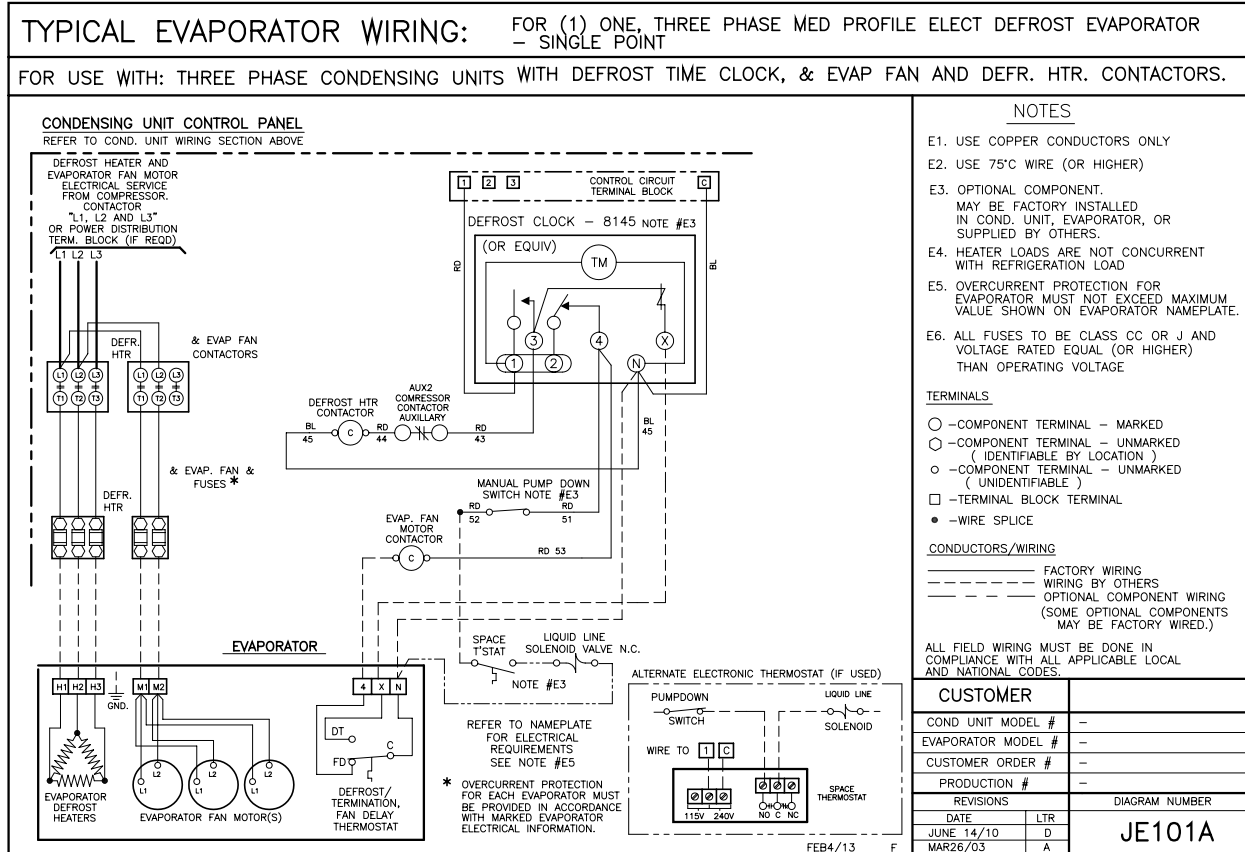 TYPICAL EVAPORATOR WIRING:
FOR (1) ONE, THREE PHASE MED PROFILE ELECT DEFROST EVAPORATOR
– SINGLE POINT
FOR USE WITH: THREE PHASE CONDENSING UNITS WITH DEFROST TIME CLOCK, & EVAP FAN AND DEFR. HTR. CONTACTORS.
CONDENSING UNIT CONTROL PANEL
REFER TO COND. UNIT WIRING SECTION ABOVE
DEFROST HEATER AND
EVAPORATOR FAN MOTOR
ELECTRICAL SERVICE
FROM COMPRESSOR.
CONTACTOR
"L1, L2 AND L3"
OR POWER DISTRIBUTION
TERM. BLOCK (IF REQD)
L1 L2 L3
DEFR.
HTR
& EVAP FAN
CONTACTORS
L1 L2 L3
T1 T2 T3
L1 L2 L3
T1 T2 T3
& EVAP. FAN &
FUSES *
DEFR.
HTR
1 2 3
CONTROL CIRCUIT
TERMINAL BLOCK
C
DEFROST CLOCK – 8145 NOTE #E3
(OR EQUIV)
TM
RD
BL
3 4 X
1 2 N
AUX2
COMRESSOR
CONTACTOR
AUXILLARY
DEFROST HTR
CONTACTOR
BL
45
C
RD
44
RD
43
BL
45
MANUAL PUMP DOWN
SWITCH NOTE #E3
RD
52
RD
51
EVAP. FAN
MOTOR
CONTACTOR
C
RD 53
EVAPORATOR
H1 H2 H3
GND.
M1 M2
4 X N
SPACE
T'STAT
LIQUID LINE
SOLENOID VALVE N.C.
NOTE #E3
DT
C
FD
L2 L2 L2
L1 L1 L1
EVAPORATOR
DEFROST
HEATERS
EVAPORATOR FAN MOTOR(S)
DEFROST/
TERMINATION,
FAN DELAY
THERMOSTAT
REFER TO NAMEPLATE
FOR ELECTRICAL
REQUIREMENTS
SEE NOTE #E5
* OVERCURRENT PROTECTION
FOR EACH EVAPORATOR MUST
BE PROVIDED IN ACCORDANCE
WITH MARKED EVAPORATOR
ELECTRICAL INFORMATION.
ALTERNATE ELECTRONIC THERMOSTAT (IF USED)
PUMPDOWN
SWITCH
LIQUID LINE
SOLENOID
WIRE TO 1 C
SPACE
THERMOSTAT
115V 240V NO C NC
FEB4/13 F
NOTES
E1. USE COPPER CONDUCTORS ONLY
E2. USE 75°C WIRE (OR HIGHER)
E3. OPTIONAL COMPONENT.
MAY BE FACTORY INSTALLED
IN COND. UNIT, EVAPORATOR, OR
SUPPLIED BY OTHERS.
E4. HEATER LOADS ARE NOT CONCURRENT
WITH REFRIGERATION LOAD
E5. OVERCURRENT PROTECTION FOR
EVAPORATOR MUST NOT EXCEED MAXIMUM
VALUE SHOWN ON EVAPORATOR NAMEPLATE.
E6. ALL FUSES TO BE CLASS CC OR J AND
VOLTAGE RATED EQUAL (OR HIGHER)
THAN OPERATING VOLTAGE
TERMINALS
–COMPONENT TERMINAL – MARKED
–COMPONENT TERMINAL – UNMARKED
( IDENTIFIABLE BY LOCATION )
–COMPONENT TERMINAL – UNMARKED
( UNIDENTIFIABLE )
–TERMINAL BLOCK TERMINAL
–WIRE SPLICE
CONDUCTORS/WIRING
FACTORY WIRING
WIRING BY OTHERS
OPTIONAL COMPONENT WIRING
(SOME OPTIONAL COMPONENTS
MAY BE FACTORY WIRED.)
ALL FIELD WIRING MUST BE DONE IN
COMPLIANCE WITH ALL APPLICABLE LOCAL
AND NATIONAL CODES.
CUSTOMER
COND UNIT MODEL # –
EVAPORATOR MODEL # –
CUSTOMER ORDER # –
PRODUCTION # –
REVISIONS DIAGRAM NUMBER
DATE LTR
JUNE 14/10 D
MAR26/03 A
JE101A